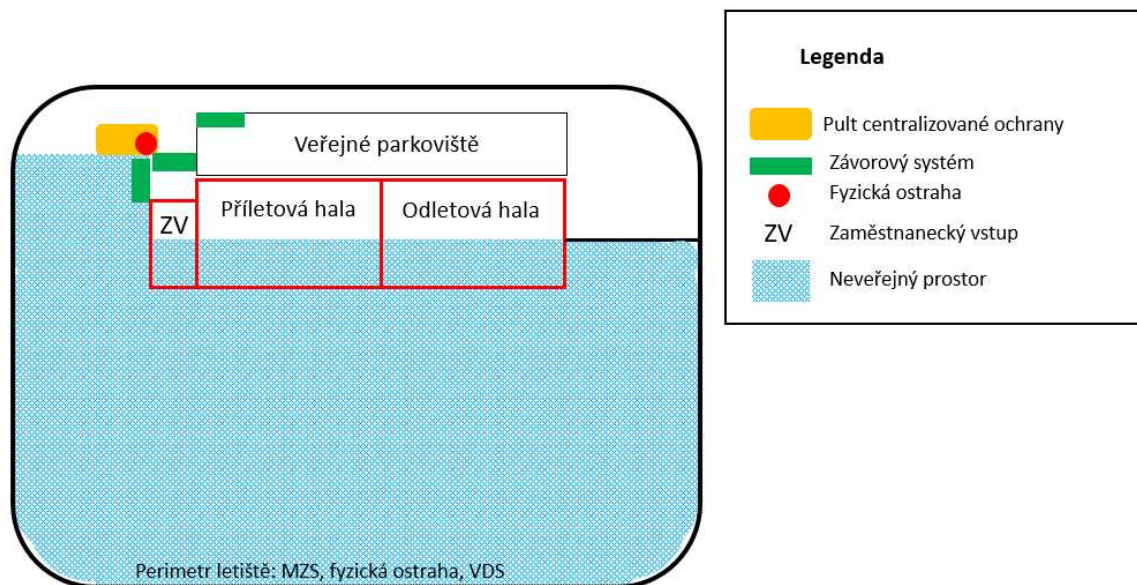 Legenda
Pult centralizované ochrany
Závorový systém
Fyzická ostraha
ZV Zaměstnanecký vstup
Neveřejný prostor
Veřejné parkoviště
ZV
Příletová hala
Odletová hala
Perimetr letiště: MZS, fyzická ostraha, VDS